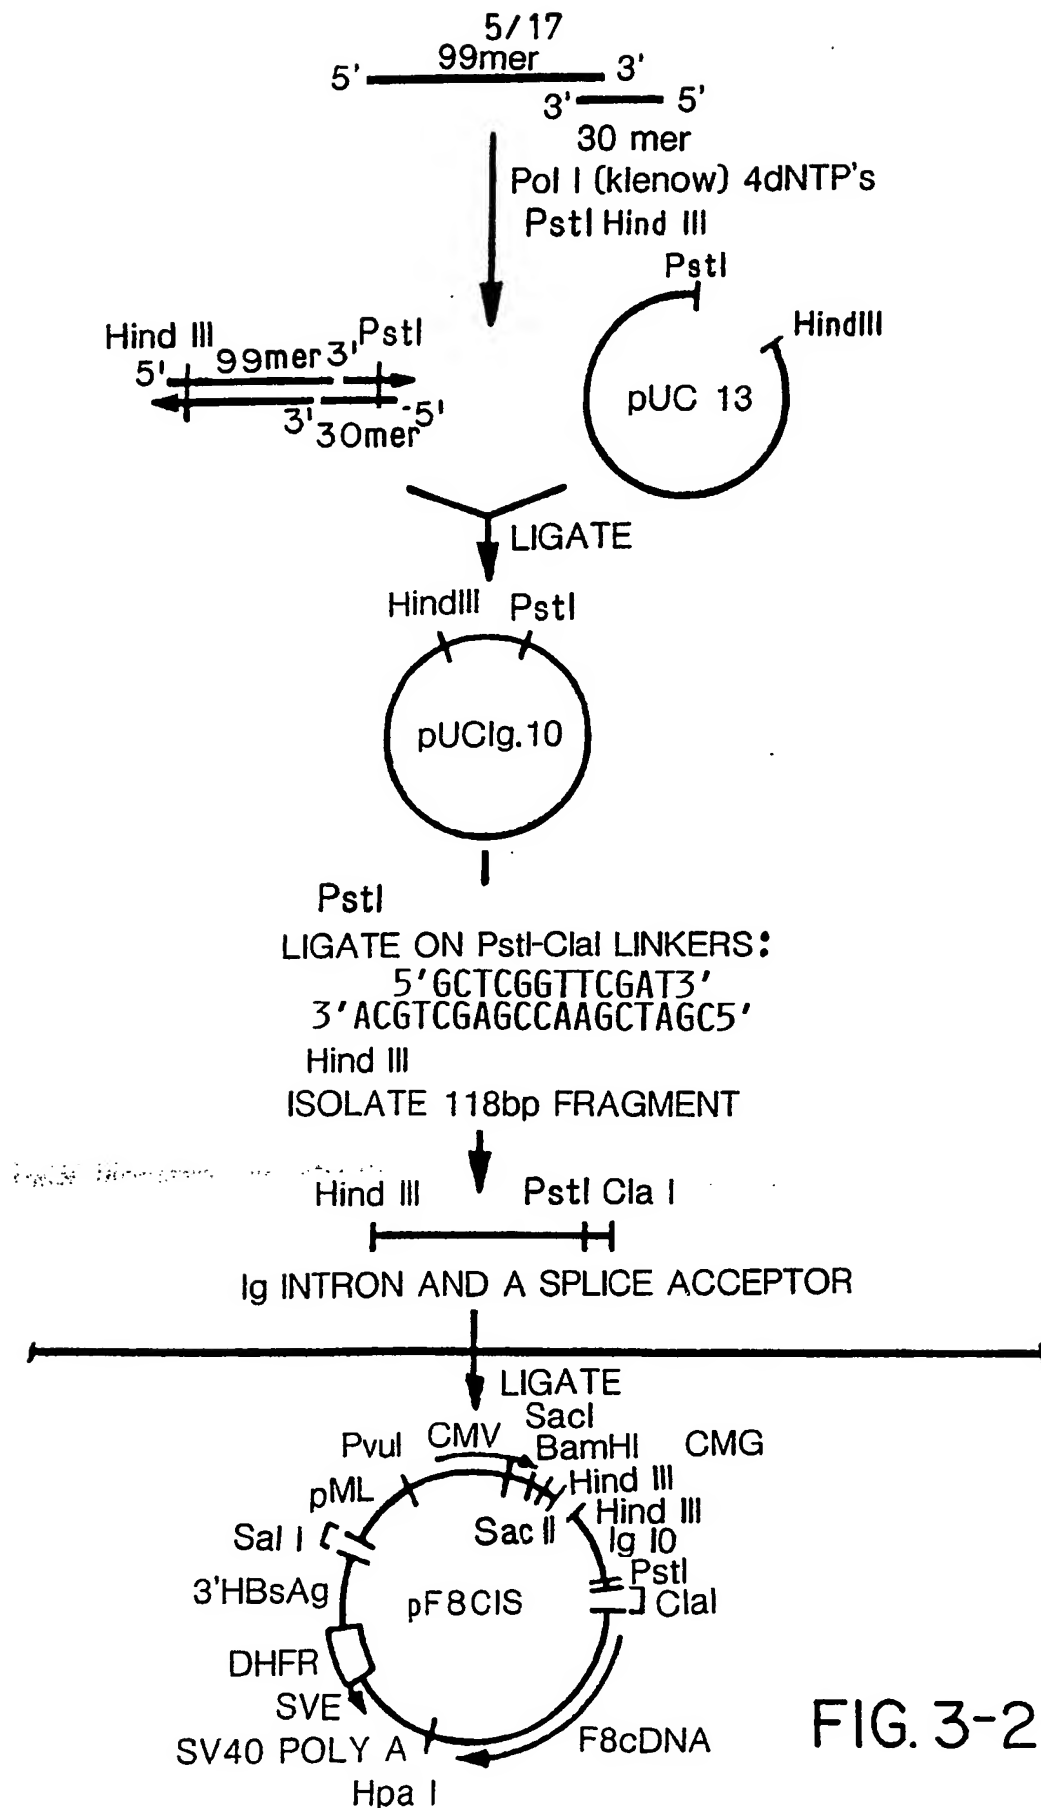 5/17
99mer
5' 3'
3' 5'
30 mer
Pol I (klenow) 4dNTP's
PstI Hind III
PstI
HindIII
pUC 13
Hind III PstI
5' 99mer 3'
3' 30mer -5'
LIGATE
HindIII PstI
pUCIg.10
PstI
LIGATE ON PstI-ClaI LINKERS:
5'GCTCGGTTCGAT3'
3'ACGTCGAGCCAAGCTAGC5'
Hind III
ISOLATE 118bp FRAGMENT
Hind III PstI Cla I
Ig INTRON AND A SPLICE ACCEPTOR
LIGATE
SacI
PvuI CMV BamHI CMG
Hind III
pML Hind III
Sal I Sac II Ig 10
PstI
3'HBsAg pF8CIS ClaI
DHFR
SVE
SV40 POLY A F8cDNA
Hpa I
FIG. 3-2